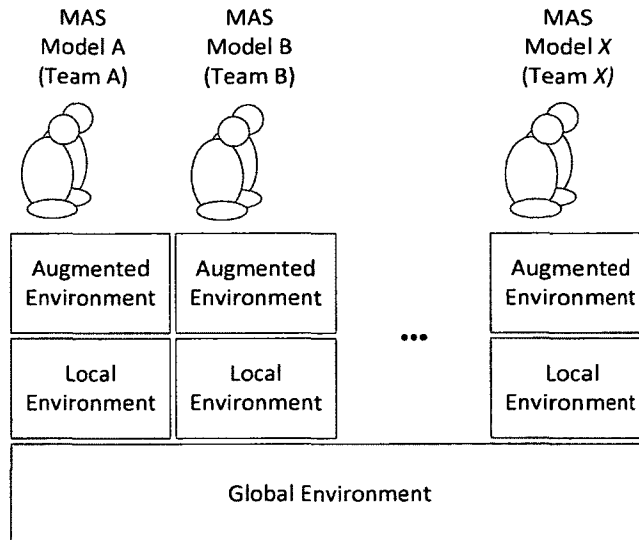 MAS
Model A
(Team A)
MAS
Model B
(Team B)
MAS
Model X
(Team X)
Augmented
Environment
Augmented
Environment
Augmented
Environment
...
Local
Environment
Local
Environment
Local
Environment
Global Environment